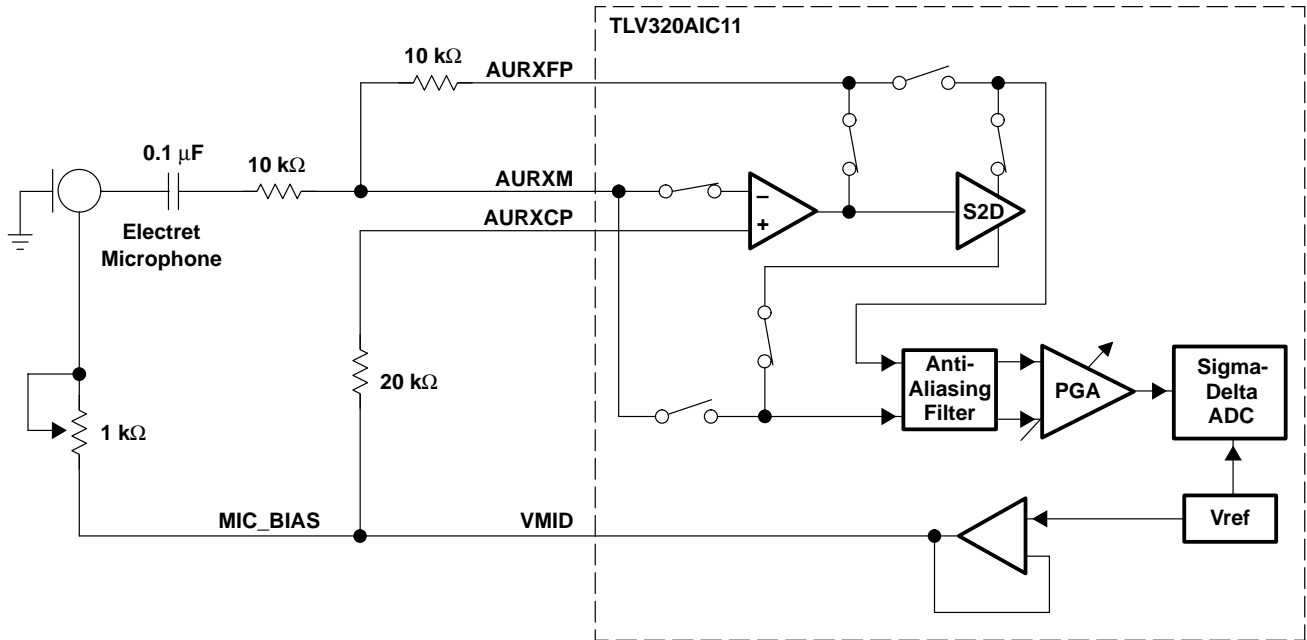 TLV320AIC11
10 kΩ
AURXFP
0.1 μF
10 kΩ
AURXM
AURXCP
Electret
Microphone
−
+
S2D
20 kΩ
1 kΩ
Anti-
Aliasing
Filter
PGA
Sigma-
Delta
ADC
MIC_BIAS
VMID
Vref